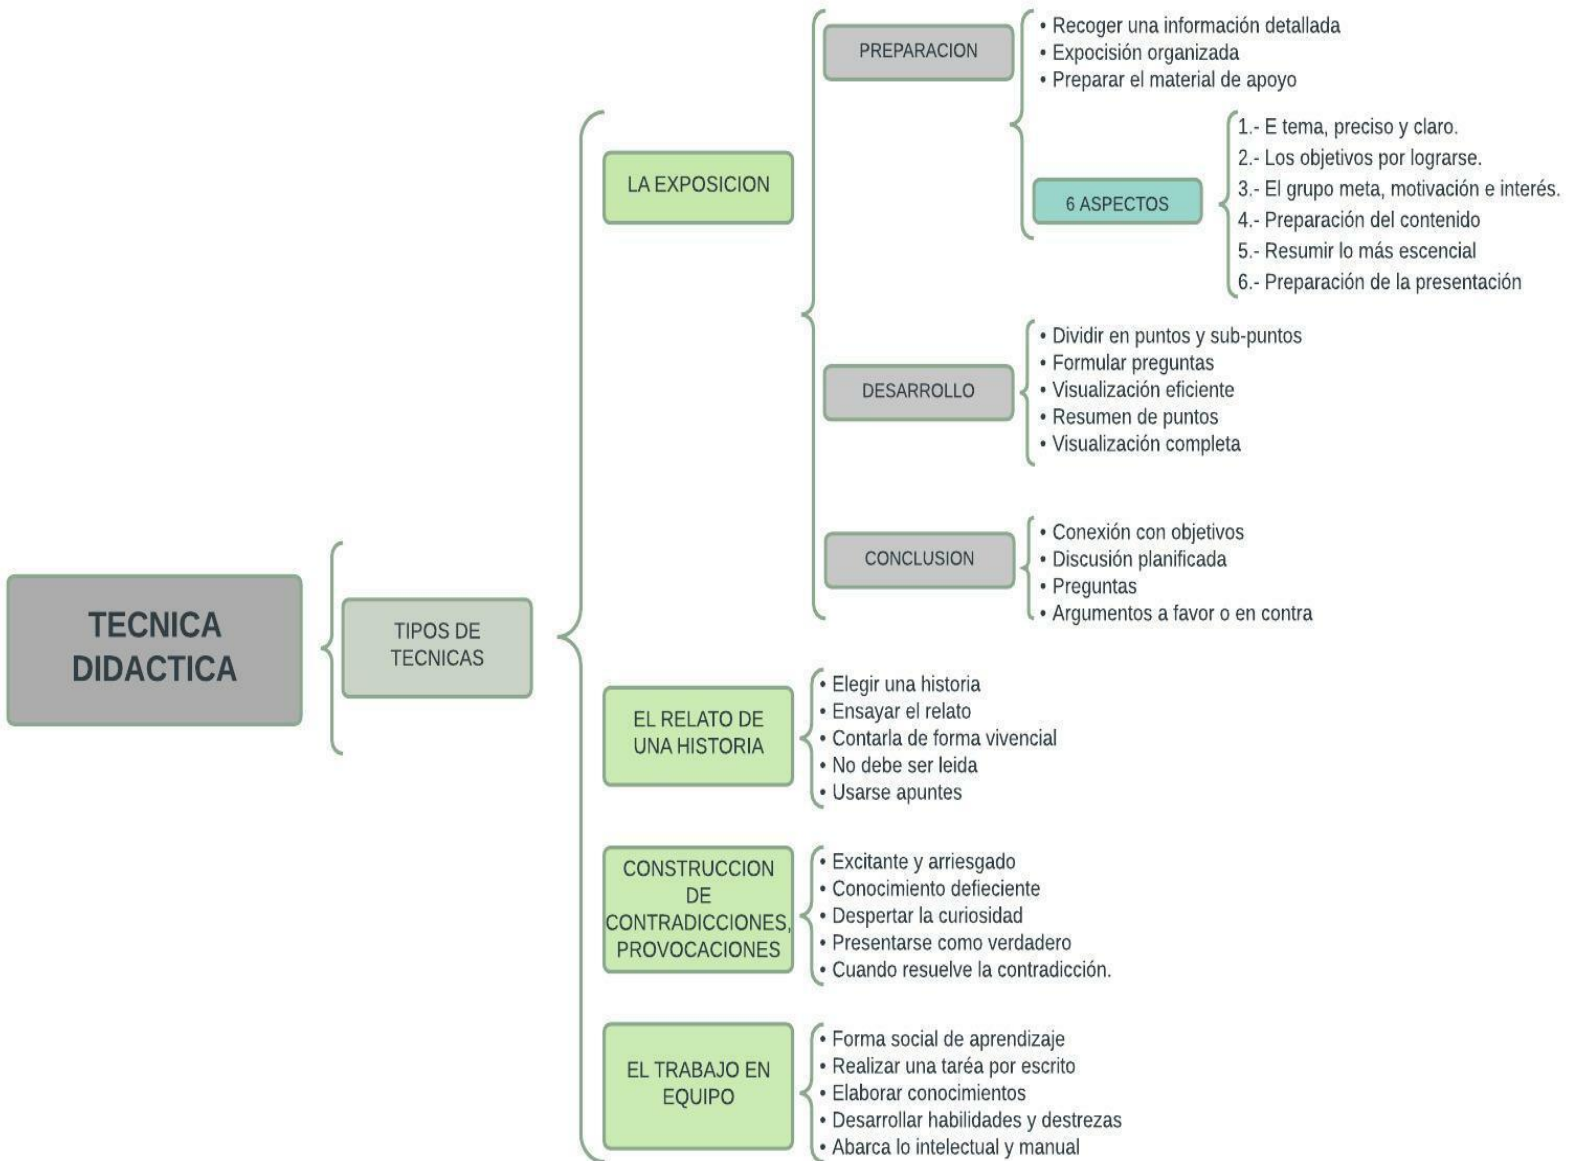 TECNICA
DIDACTICA
TIPOS DE
TECNICAS
LA EXPOSICION
PREPARACION
• Recoger una información detallada
• Expocisión organizada
• Preparar el material de apoyo
6 ASPECTOS
1.- E tema, preciso y claro.
2.- Los objetivos por lograrse.
3.- El grupo meta, motivación e interés.
4.- Preparación del contenido
5.- Resumir lo más escencial
6.- Preparación de la presentación
DESARROLLO
• Dividir en puntos y sub-puntos
• Formular preguntas
• Visualización eficiente
• Resumen de puntos
• Visualización completa
CONCLUSION
• Conexión con objetivos
• Discusión planificada
• Preguntas
• Argumentos a favor o en contra
EL RELATO DE
UNA HISTORIA
• Elegir una historia
• Ensayar el relato
• Contarla de forma vivencial
• No debe ser leida
• Usarse apuntes
CONSTRUCCION
DE
CONTRADICCIONES,
PROVOCACIONES
• Excitante y arriesgado
• Conocimiento defieciente
• Despertar la curiosidad
• Presentarse como verdadero
• Cuando resuelve la contradicción.
EL TRABAJO EN
EQUIPO
• Forma social de aprendizaje
• Realizar una taréa por escrito
• Elaborar conocimientos
• Desarrollar habilidades y destrezas
• Abarca lo intelectual y manual